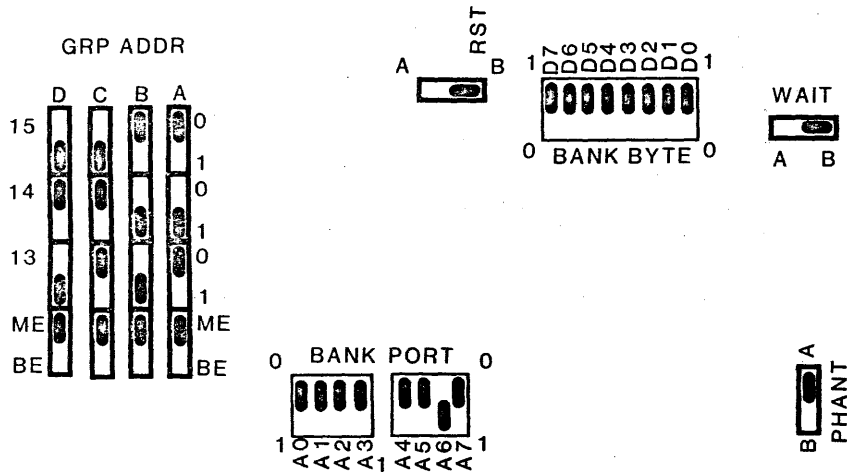 GRP ADDR
D C B A
15 0
1
14 0
1
13 0
1
ME ME
BE BE
RST
A B
1 D7 D6 D5 D4 D3 D2 D1 D0 1
0 BANK BYTE 0
WAIT
A B
0 BANK PORT 0
1 A0 A1 A2 A3 1 A4 A5 A6 A7 1
A
PHANT
B